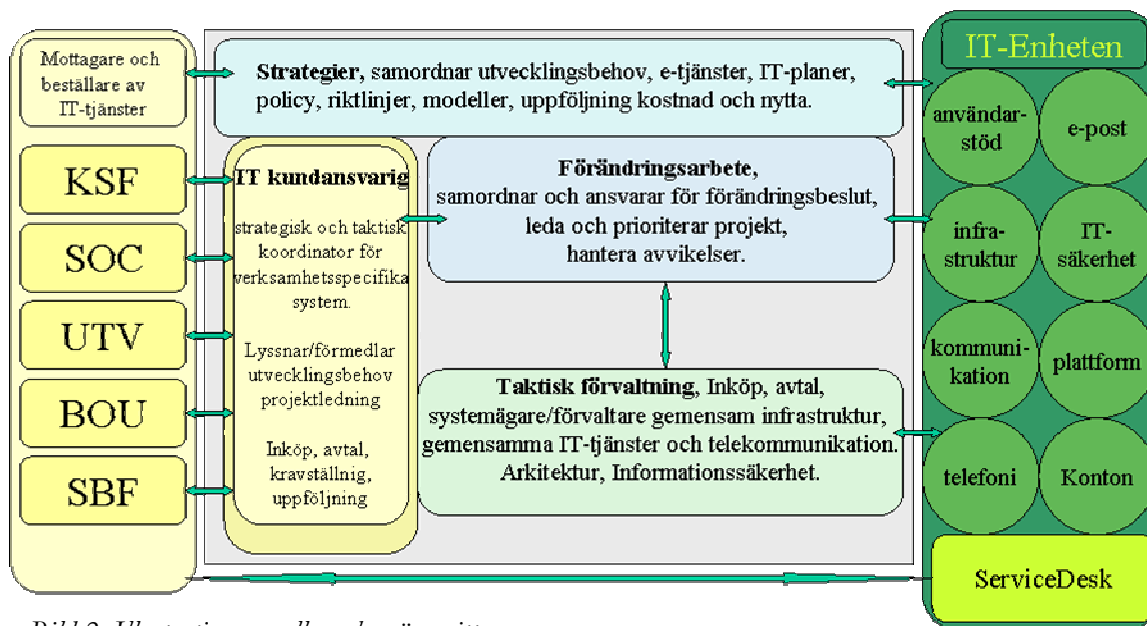 Mottagare och
beställare av
IT-tjänster
KSF
SOC
UTV
BOU
SBF
Strategier, samordnar utvecklingsbehov, e-tjänster, IT-planer,
policy, riktlinjer, modeller, uppföljning kostnad och nytta.
IT kundansvarig
strategisk och taktisk
koordinator för
verksamhetsspecifika
system.
Lyssnar/förmedlar
utvecklingsbehov
projektledning
Inköp, avtal,
kravställnig,
uppföljning
Förändringsarbete,
samordnar och ansvarar för förändringsbeslut,
leda och prioriterar projekt,
hantera avvikelser.
Taktisk förvaltning, Inköp, avtal,
systemägare/förvaltare gemensam infrastruktur,
gemensamma IT-tjänster och telekommunikation.
Arkitektur, Informationssäkerhet.
IT-Enheten
användar-
stöd
e-post
infra-
struktur
IT-
säkerhet
kommuni-
kation
plattform
telefoni
Konton
ServiceDesk
Bild 2